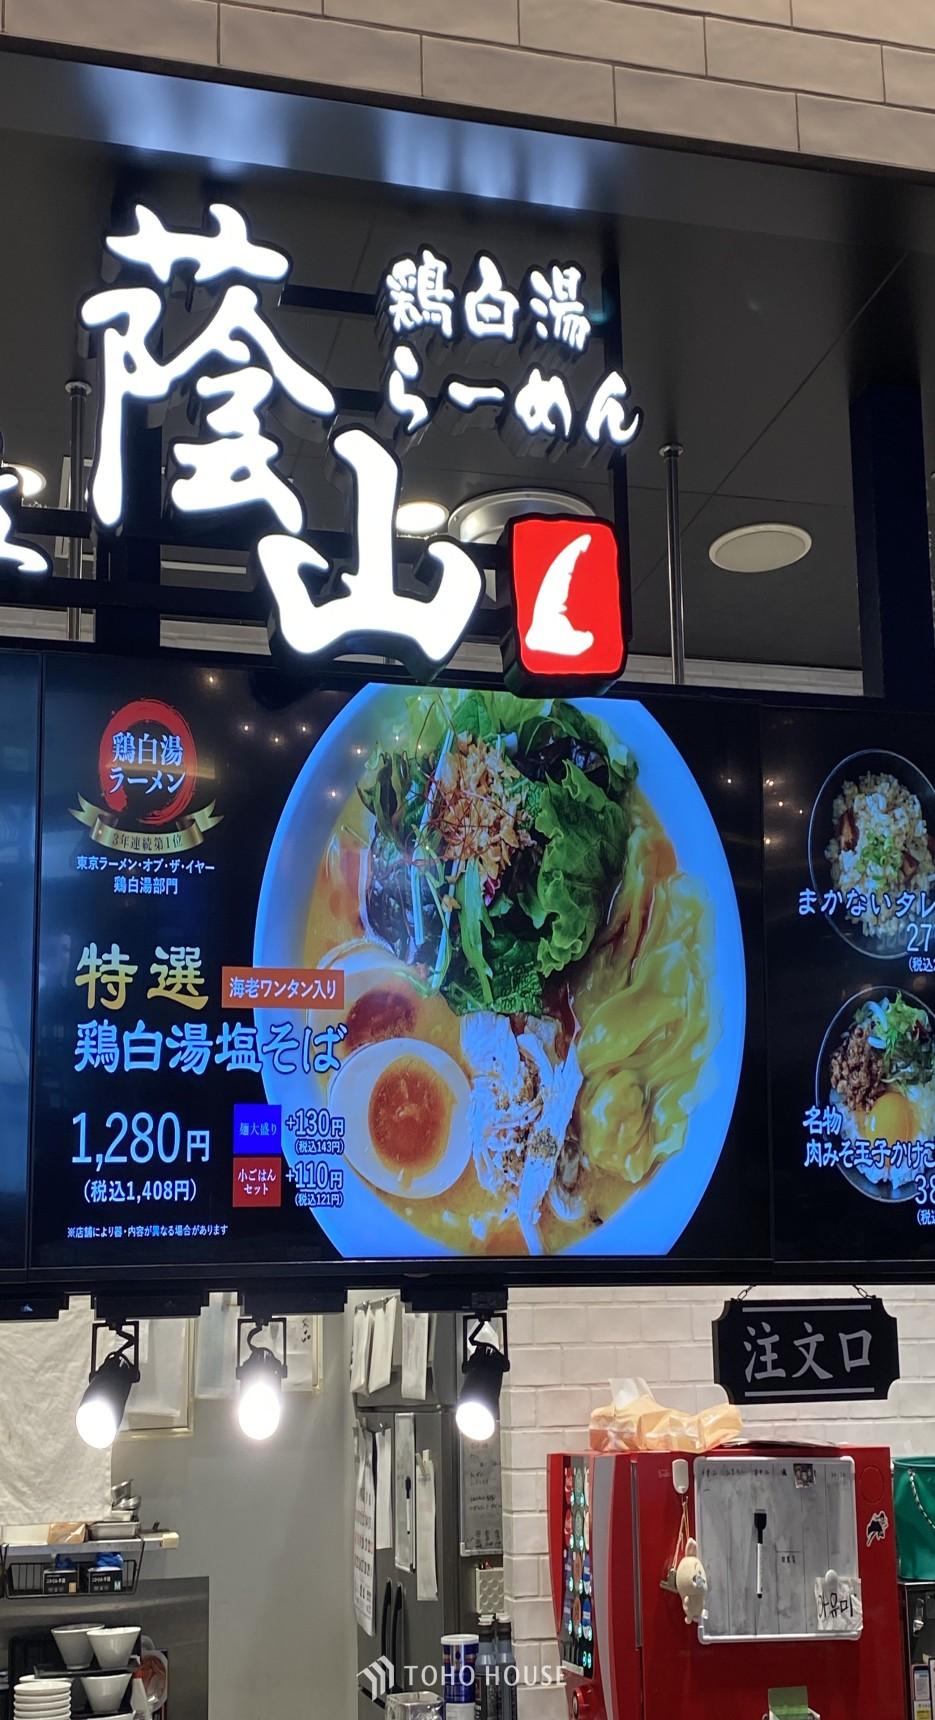 蔭山
鶏白湯
らーめん
鶏白湯
ラーメン
3年連続第1位
東京ラーメン・オブ・ザ・イヤー
鶏白湯部門
特選
海老ワンタン入り
鶏白湯塩そば
1,280円
(税込1,408円)
麺大盛り
+130円
(税込143円)
小ごはん
セット
+110円
(税込121円)
※店舗により器・内容が異なる場合があります
まかないタレ
27
(税込
名物
肉みそ玉子かけご
38
(税込
注文口
TOHO HOUSE